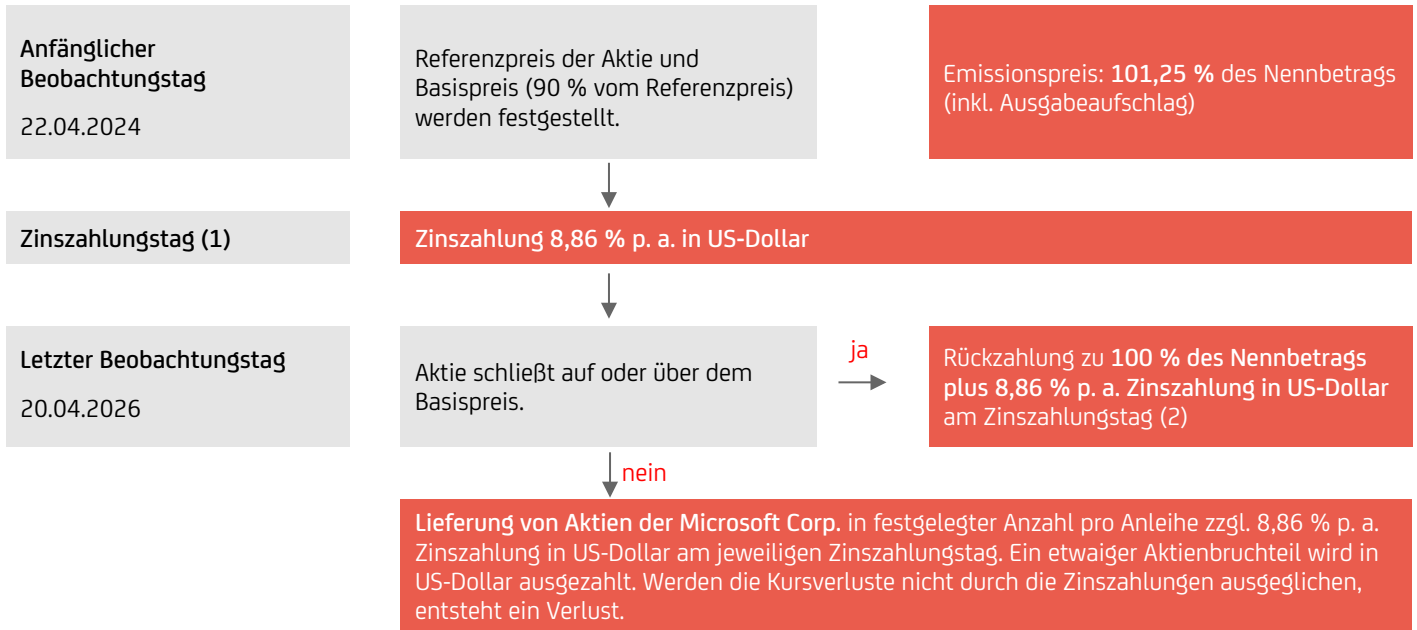 Anfänglicher
Beobachtungstag
22.04.2024
Referenzpreis der Aktie und
Basispreis (90 % vom Referenzpreis)
werden festgestellt.
Emissionspreis: 101,25 % des Nennbetrags
(inkl. Ausgabeaufschlag)
Zinszahlungstag (1)
Zinszahlung 8,86 % p. a. in US-Dollar
Letzter Beobachtungstag
20.04.2026
Aktie schließt auf oder über dem
Basispreis.
ja
Rückzahlung zu 100 % des Nennbetrags
plus 8,86 % p. a. Zinszahlung in US-Dollar
am Zinszahlungstag (2)
nein
Lieferung von Aktien der Microsoft Corp. in festgelegter Anzahl pro Anleihe zzgl. 8,86 % p. a.
Zinszahlung in US-Dollar am jeweiligen Zinszahlungstag. Ein etwaiger Aktienbruchteil wird in
US-Dollar ausgezahlt. Werden die Kursverluste nicht durch die Zinszahlungen ausgeglichen,
entsteht ein Verlust.